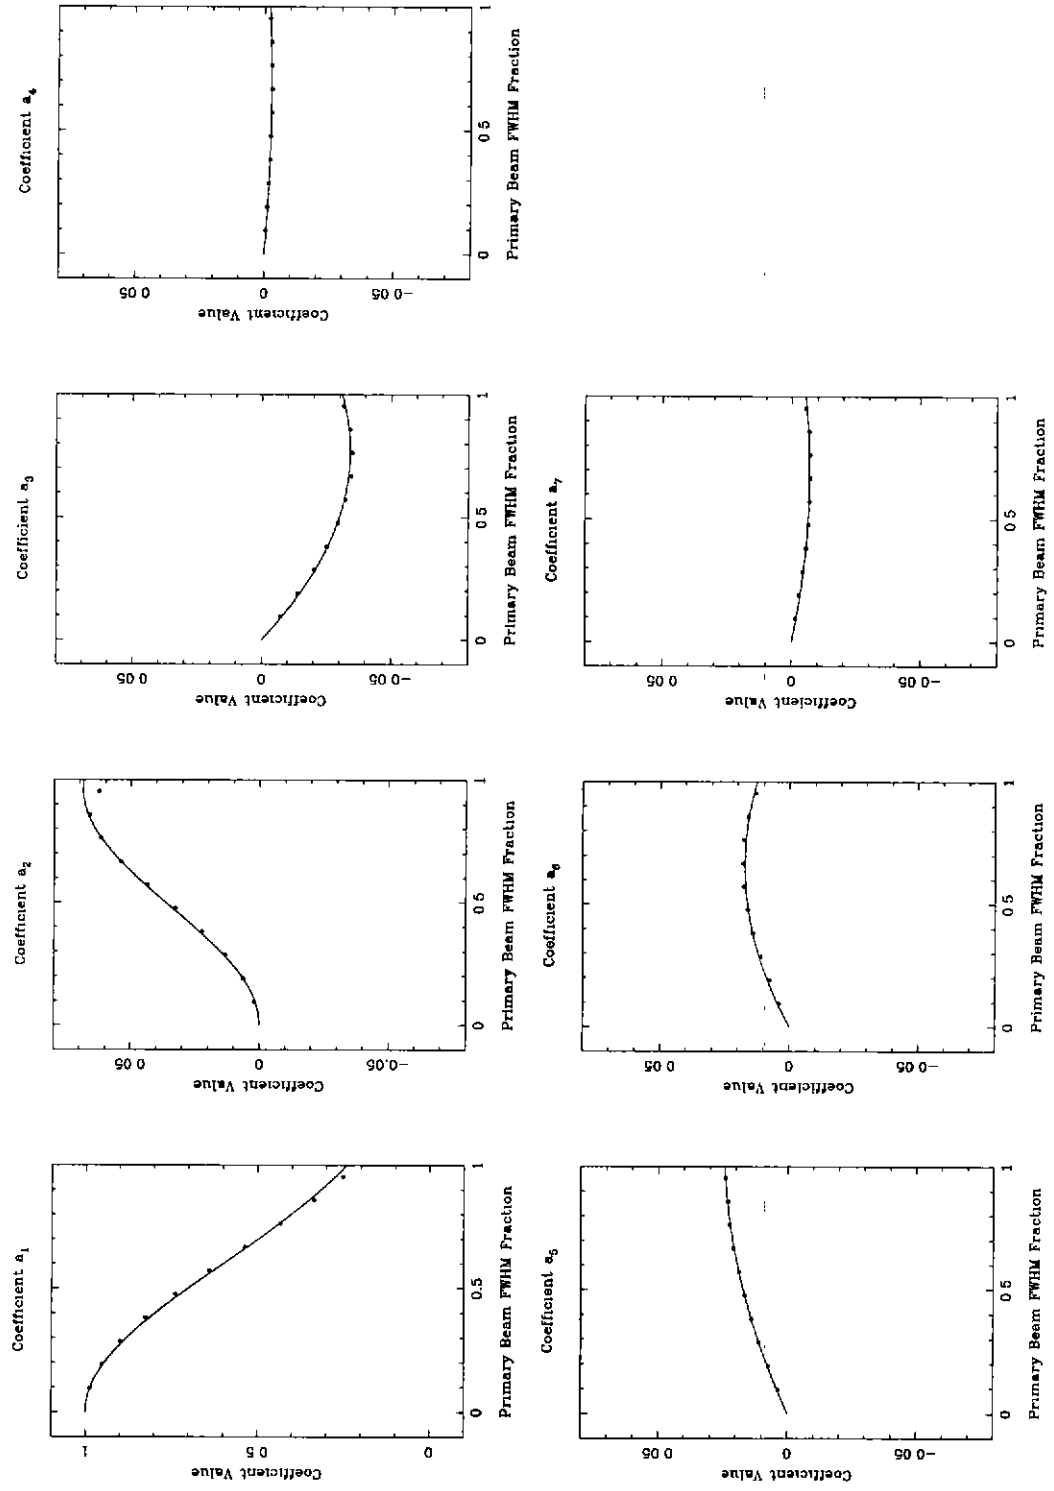 Coefficient a₁
Coefficient Value
1
0 5
0
0 0.5 1
Primary Beam FWHM Fraction
Coefficient a₂
Coefficient Value
0 05
0
−0.05
0 0.5 1
Primary Beam FWHM Fraction
Coefficient a₃
Coefficient Value
0 05
0
−0.05
0 0.5 1
Primary Beam FWHM Fraction
Coefficient a₄
Coefficient Value
0 05
0
−0 05
0 0 5 1
Primary Beam FWHM Fraction
Coefficient a₅
Coefficient Value
0 05
0
−0 05
0 0.5 1
Primary Beam FWHM Fraction
Coefficient a₆
Coefficient Value
0 05
0
−0 05
0 0.5 1
Primary Beam FWHM Fraction
Coefficient a₇
Coefficient Value
0 05
0
−0 05
0 0.5 1
Primary Beam FWHM Fraction